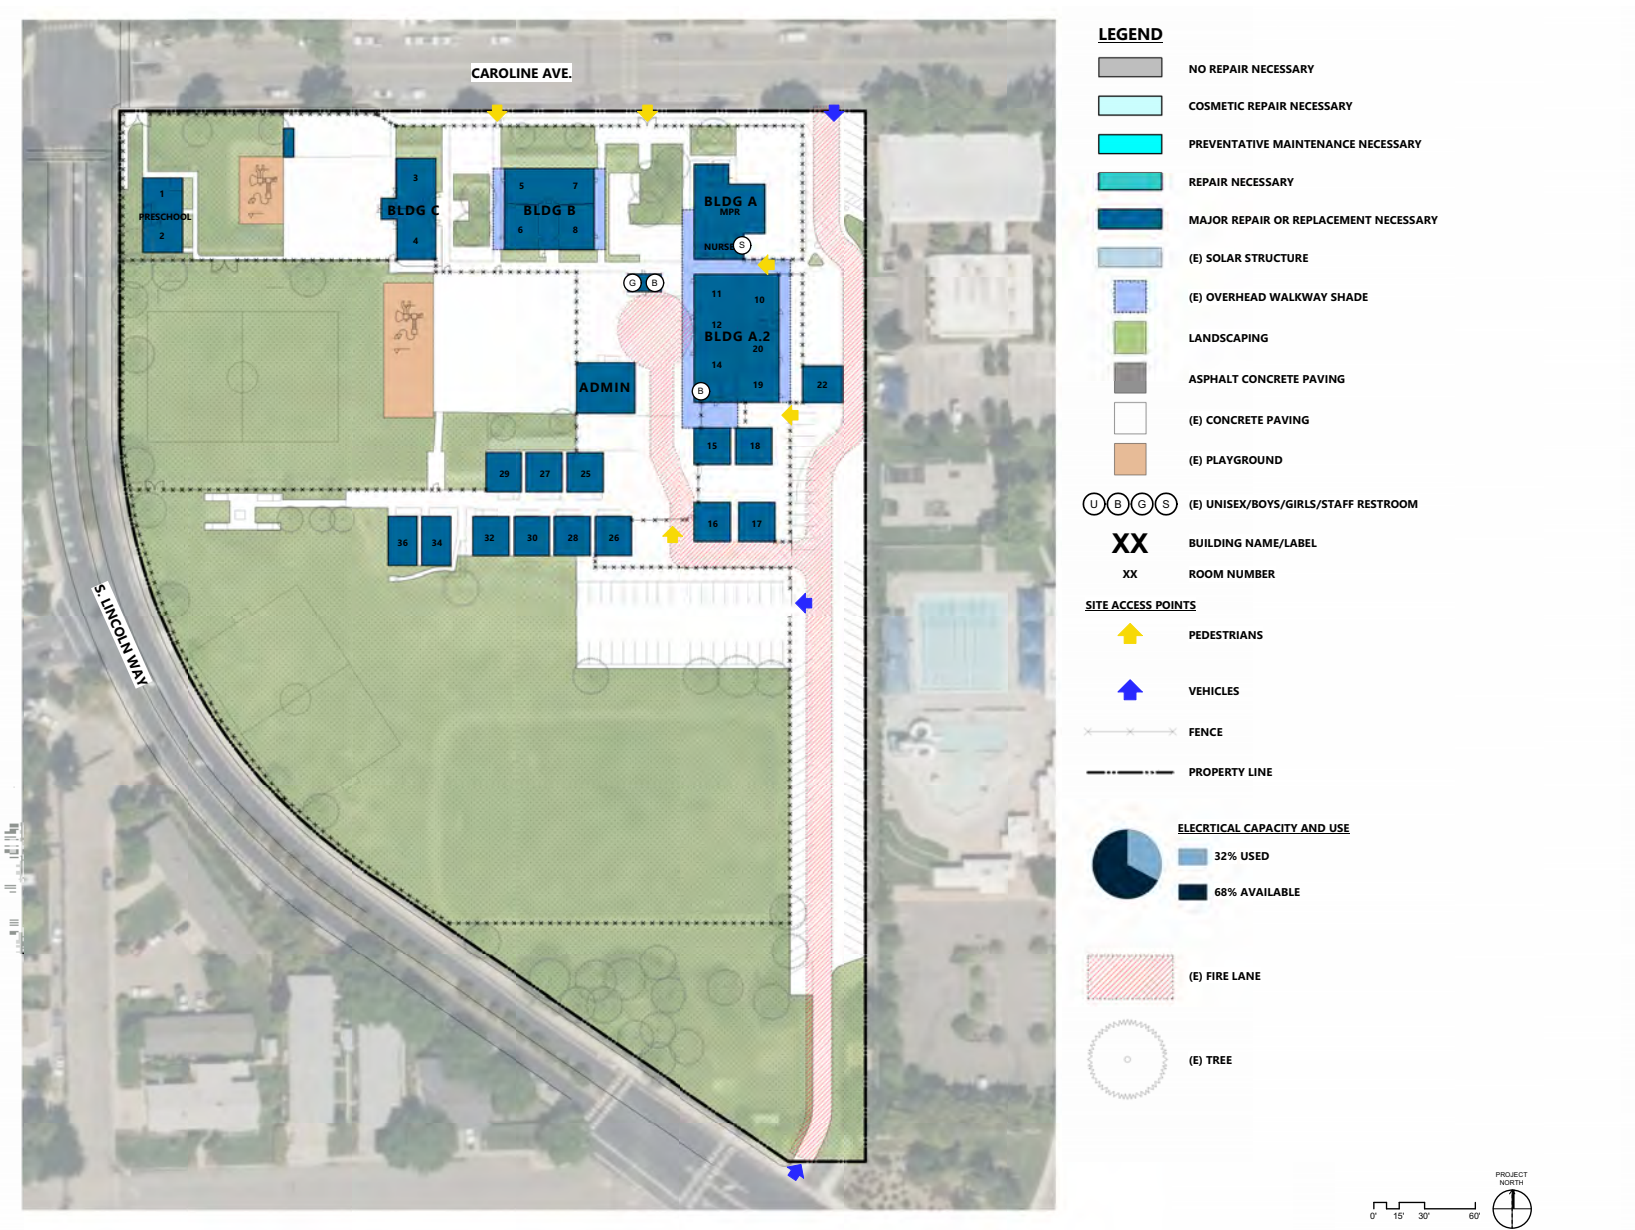 CAROLINE AVE.
1
PRESCHOOL
2
3
BLDG C
4
5
7
BLDG B
6
8
BLDG A
MPR
NURSE
S
G
B
11
10
12
BLDG A.2
20
14
19
B
22
ADMIN
15
18
29
27
25
16
17
36
34
32
30
28
26
S. LINCOLN WAY
LEGEND
NO REPAIR NECESSARY
COSMETIC REPAIR NECESSARY
PREVENTATIVE MAINTENANCE NECESSARY
REPAIR NECESSARY
MAJOR REPAIR OR REPLACEMENT NECESSARY
(E) SOLAR STRUCTURE
(E) OVERHEAD WALKWAY SHADE
LANDSCAPING
ASPHALT CONCRETE PAVING
(E) CONCRETE PAVING
(E) PLAYGROUND
U B G S (E) UNISEX/BOYS/GIRLS/STAFF RESTROOM
XX BUILDING NAME/LABEL
XX ROOM NUMBER
SITE ACCESS POINTS
PEDESTRIANS
VEHICLES
FENCE
PROPERTY LINE
ELECRTICAL CAPACITY AND USE
32% USED
68% AVAILABLE
(E) FIRE LANE
(E) TREE
PROJECT
NORTH
0' 15' 30' 60'